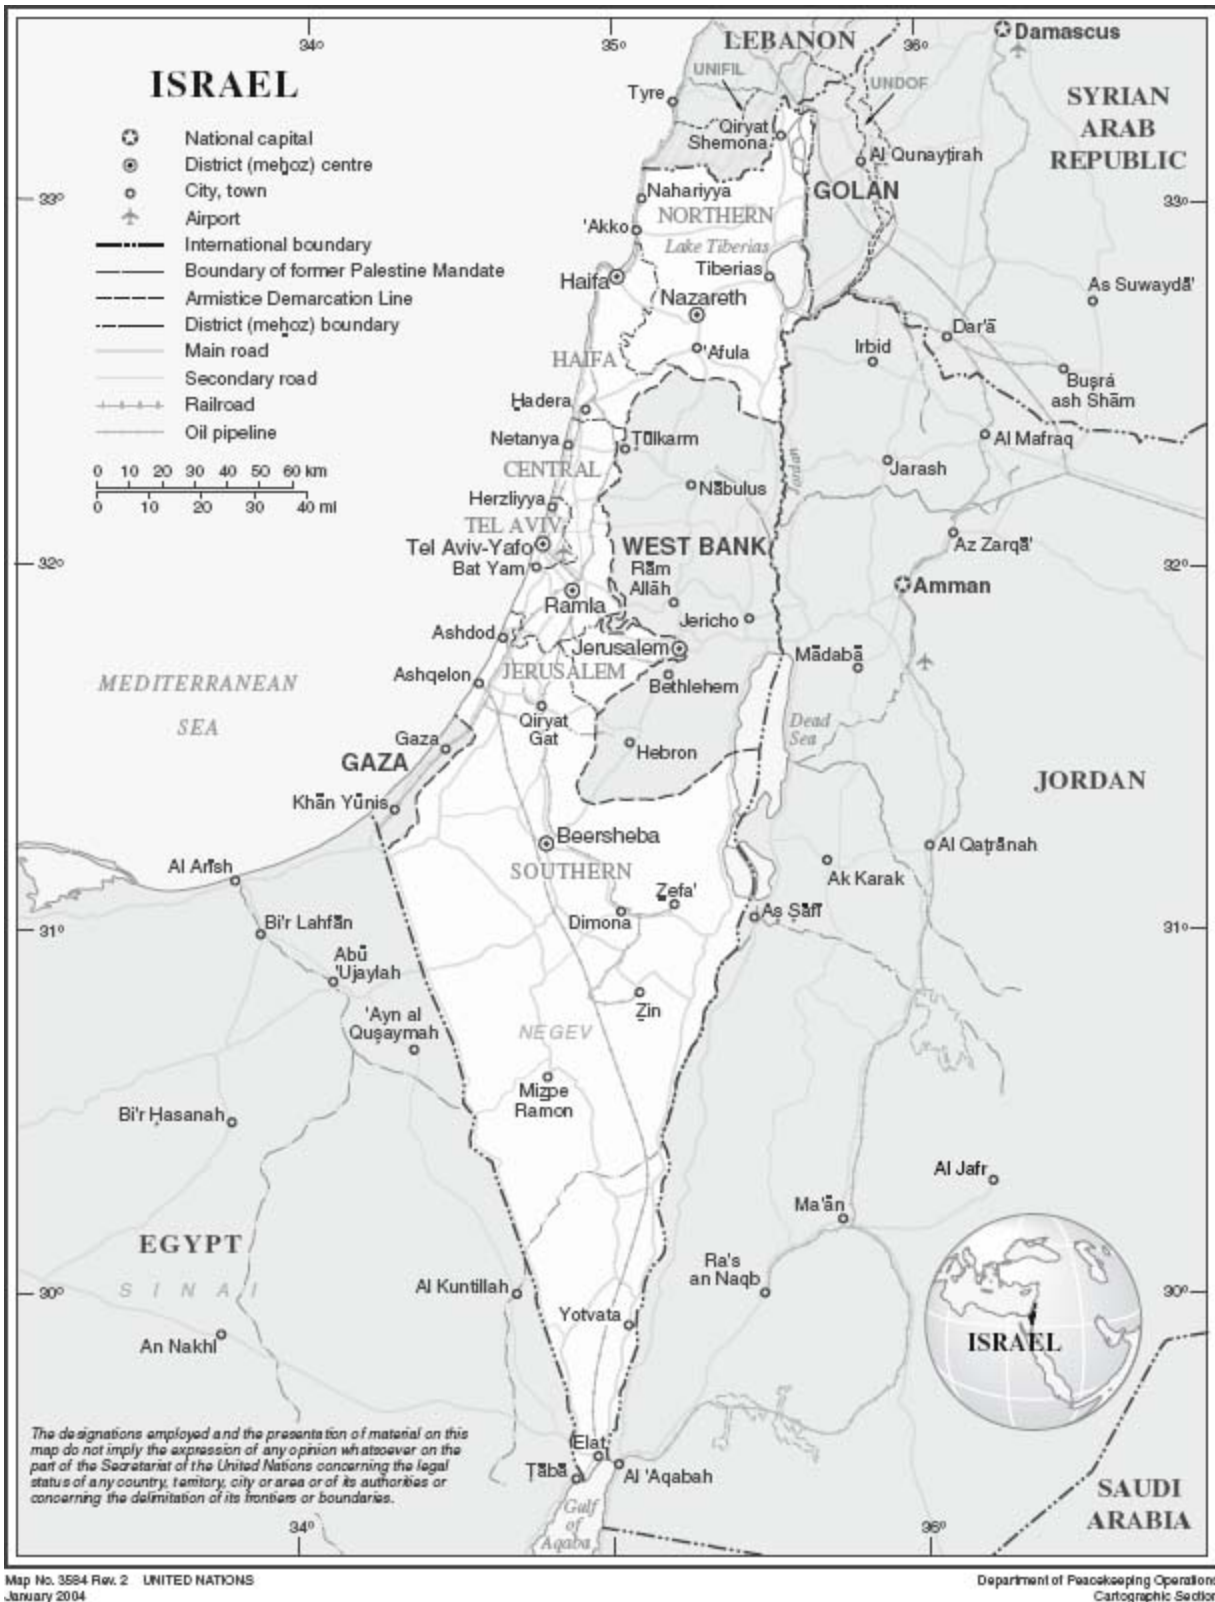 34°
35°
36°
LEBANON
Damascus
ISRAEL
UNIFIL
UNDOF
Tyre
SYRIAN
ARAB
REPUBLIC
National capital
District (meḥoz) centre
City, town
Airport
International boundary
Boundary of former Palestine Mandate
Armistice Demarcation Line
District (meḥoz) boundary
Main road
Secondary road
Railroad
Oil pipeline
0 10 20 30 40 50 60 km
0 10 20 30 40 mi
Qiryat
Shemona
Al Qunayţirah
33°
Nahariyya
GOLAN
33°
NORTHERN
'Akko
Lake Tiberias
Haifa
Tiberias
As Suwaydā'
Nazareth
Dar'ā
'Afula
Irbid
HAIFA
Buşrá
ash Shām
Ḥadera
Netanya
Tūlkarm
Al Mafraq
CENTRAL
Jordan
Jarash
Nābulus
Herzliyya
TEL AVIV
Tel Aviv-Yafo
WEST BANK
Az Zarqā'
32°
Bat Yam
Rām
Allāh
32°
Amman
Ramla
Jericho
Ashdod
Jerusalem
Mādabā
JERUSALEM
Ashqelon
Bethlehem
MEDITERRANEAN
SEA
Qiryat
Gat
Dead
Sea
Gaza
Hebron
GAZA
JORDAN
Khān Yūnis
Beersheba
Al Qaţrānah
Al Arīsh
SOUTHERN
Ak Karak
Zefa'
Dimona
As Şāfī
Bi'r Lahfān
31°
31°
Abū
'Ujaylah
Zin
'Ayn al
Quşaymah
NEGEV
Mizpe
Ramon
Bi'r Ḥasanah
Al Jafr
Ma'ān
EGYPT
SINAI
Ra's
an Naqb
Al Kuntillah
30°
30°
Yotvata
ISRAEL
An Nakhl
The designations employed and the presentation of material on this
map do not imply the expression of any opinion whatsoever on the
part of the Secretariat of the United Nations concerning the legal
status of any country, territory, city or area or of its authorities or
concerning the delimitation of its frontiers or boundaries.
Elat
Ţābā
Al 'Aqabah
Gulf
of
Aqaba
SAUDI
ARABIA
34°
36°
Map No. 3584 Rev. 2 UNITED NATIONS
January 2004
Department of Peacekeeping Operations
Cartographic Section